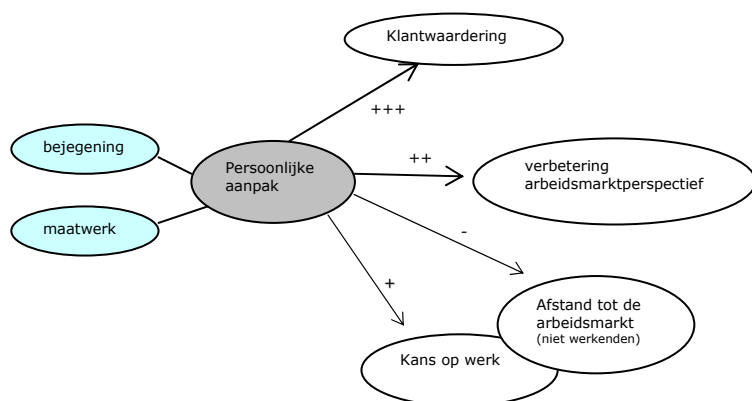 Klantwaardering
+++
bejegening
Persoonlijke
aanpak
++
verbetering
arbeidsmarktperspectief
maatwerk
-
+
Afstand tot de
arbeidsmarkt
(niet werkenden)
Kans op werk